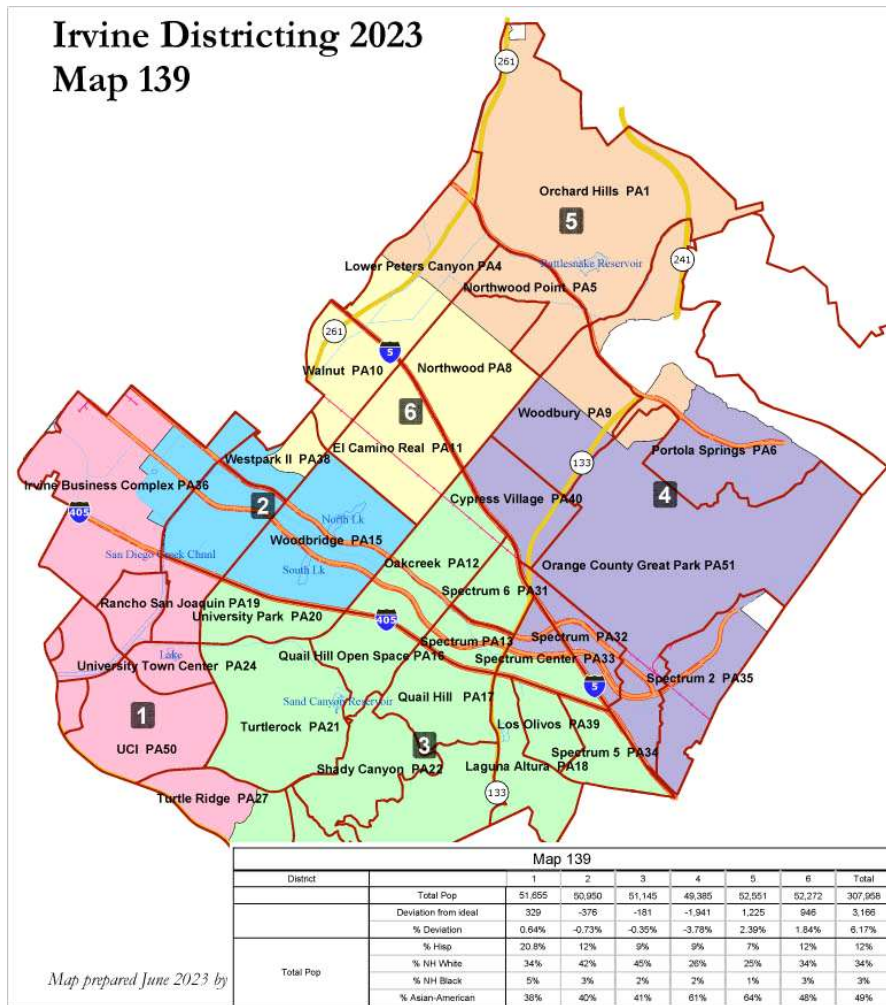 Irvine Districting 2023
Map 139
261
Orchard Hills PA1
5
241
Lower Peters Canyon PA4
Rattlesnake Reservoir
Northwood Point PA5
261
5
Walnut PA10
Northwood PA8
6
Woodbury PA9
Westpark II PA38
El Camino Real PA11
133
Portola Springs PA6
Irvine Business Complex PA36
2
Cypress Village PA40
4
405
North Lk
Woodbridge PA15
San Diego Creek Chnnl
South Lk
Oakcreek PA12
Orange County Great Park PA51
Spectrum 6 PA31
Rancho San Joaquin PA19
University Park PA20
405
Spectrum PA13
Spectrum PA32
Lake
University Town Center PA24
Quail Hill Open Space PA16
Spectrum Center PA33
Spectrum 2 PA35
5
Sand Canyon Reservoir
Quail Hill PA17
1
Turtlerock PA21
Los Olivos PA39
UCI PA50
3
Shady Canyon PA22
Laguna Altura PA18
Spectrum 5 PA34
Turtle Ridge PA27
133
Map 139
District 1 2 3 4 5 6 Total
Total Pop 51,655 50,950 51,145 49,385 52,551 52,272 307,958
Deviation from ideal 329 -376 -181 -1,941 1,225 946 3,166
% Deviation 0.64% -0.73% -0.35% -3.78% 2.39% 1.84% 6.17%
Total Pop
% Hisp 20.8% 12% 9% 9% 7% 12% 12%
% NH White 34% 42% 45% 26% 25% 34% 34%
% NH Black 5% 3% 2% 2% 1% 3% 3%
% Asian-American 38% 40% 41% 61% 64% 48% 49%
Map prepared June 2023 by